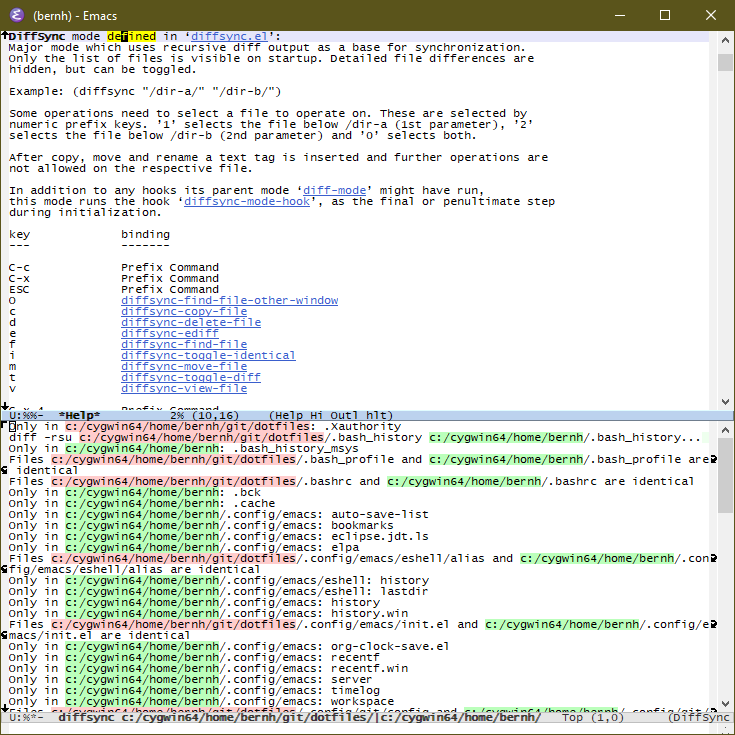 (bernh) - Emacs
DiffSync mode defined in ‘diffsync.el’:
Major mode which uses recursive diff output as a base for synchronization.
Only the list of files is visible on startup. Detailed file differences are
hidden, but can be toggled.
Example: (diffsync "/dir-a/" "/dir-b/")
Some operations need to select a file to operate on. These are selected by
numeric prefix keys. ’1’ selects the file below /dir-a (1st parameter), ’2’
selects the file below /dir-b (2nd parameter) and ’0’ selects both.
After copy, move and rename a text tag is inserted and further operations are
not allowed on the respective file.
In addition to any hooks its parent mode ‘diff-mode’ might have run,
this mode runs the hook ‘diffsync-mode-hook’, as the final or penultimate step
during initialization.
key binding
--- -------
C-c Prefix Command
C-x Prefix Command
ESC Prefix Command
O diffsync-find-file-other-window
c diffsync-copy-file
d diffsync-delete-file
e diffsync-ediff
f diffsync-find-file
i diffsync-toggle-identical
m diffsync-move-file
t diffsync-toggle-diff
v diffsync-view-file
C-x 4 Prefix Command
U:%%- *Help* 2% (10,16) (Help Hi Outl hlt)
Only in c:/cygwin64/home/bernh/git/dotfiles: .Xauthority
diff -rsu c:/cygwin64/home/bernh/git/dotfiles/.bash_history c:/cygwin64/home/bernh/.bash_history...
Only in c:/cygwin64/home/bernh: .bash_history_msys
Files c:/cygwin64/home/bernh/git/dotfiles/.bash_profile and c:/cygwin64/home/bernh/.bash_profile are
identical
Files c:/cygwin64/home/bernh/git/dotfiles/.bashrc and c:/cygwin64/home/bernh/.bashrc are identical
Only in c:/cygwin64/home/bernh: .bck
Only in c:/cygwin64/home/bernh: .cache
Only in c:/cygwin64/home/bernh/.config/emacs: auto-save-list
Only in c:/cygwin64/home/bernh/.config/emacs: bookmarks
Only in c:/cygwin64/home/bernh/.config/emacs: eclipse.jdt.ls
Only in c:/cygwin64/home/bernh/.config/emacs: elpa
Files c:/cygwin64/home/bernh/git/dotfiles/.config/emacs/eshell/alias and c:/cygwin64/home/bernh/.con
fig/emacs/eshell/alias are identical
Only in c:/cygwin64/home/bernh/.config/emacs/eshell: history
Only in c:/cygwin64/home/bernh/.config/emacs/eshell: lastdir
Only in c:/cygwin64/home/bernh/.config/emacs: history
Only in c:/cygwin64/home/bernh/.config/emacs: history.win
Files c:/cygwin64/home/bernh/git/dotfiles/.config/emacs/init.el and c:/cygwin64/home/bernh/.config/e
macs/init.el are identical
Only in c:/cygwin64/home/bernh/.config/emacs: org-clock-save.el
Only in c:/cygwin64/home/bernh/.config/emacs: recentf
Only in c:/cygwin64/home/bernh/.config/emacs: recentf.win
Only in c:/cygwin64/home/bernh/.config/emacs: server
Only in c:/cygwin64/home/bernh/.config/emacs: timelog
Only in c:/cygwin64/home/bernh/.config/emacs: workspace
Files c:/cygwin64/home/bernh/git/dotfiles/.config/git/config and c:/cygwin64/home/bernh/.config/git/
U:%*- diffsync c:/cygwin64/home/bernh/git/dotfiles/|c:/cygwin64/home/bernh/ Top (1,0) (DiffSync